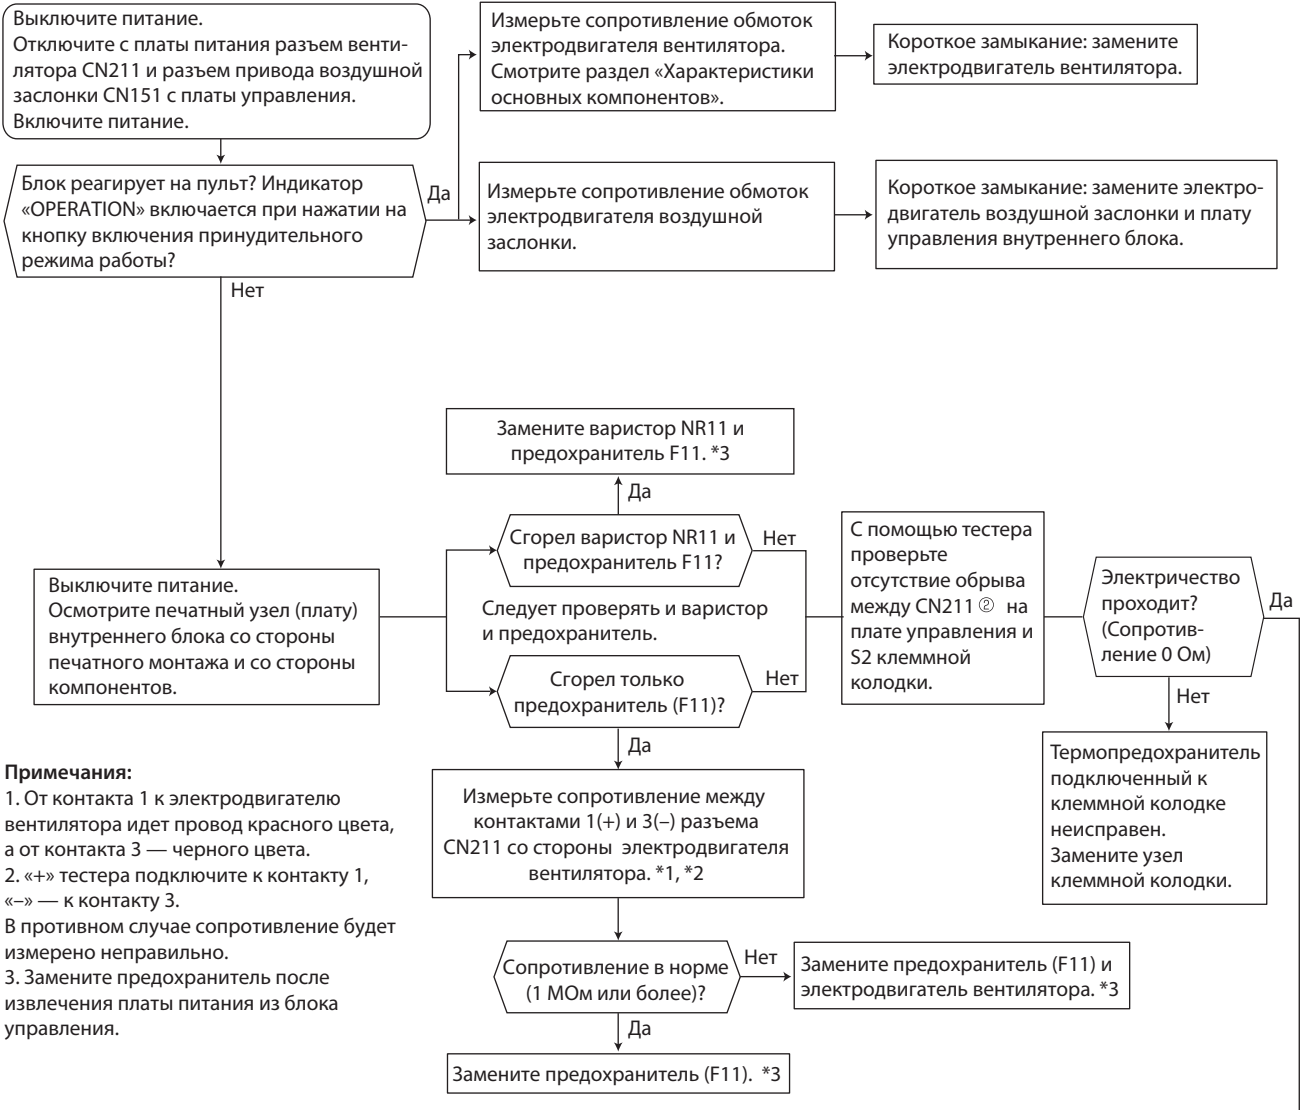 Выключите питание.
Отключите с платы питания разъем венти-
лятора CN211 и разъем привода воздушной
заслонки CN151 с платы управления.
Включите питание.
Измерьте сопротивление обмоток
электродвигателя вентилятора.
Смотрите раздел «Характеристики
основных компонентов».
Короткое замыкание: замените
электродвигатель вентилятора.
Блок реагирует на пульт? Индикатор
«OPERATION» включается при нажатии на
кнопку включения принудительного
режима работы?
Да
Измерьте сопротивление обмоток
электродвигателя воздушной
заслонки.
Короткое замыкание: замените электро-
двигатель воздушной заслонки и плату
управления внутреннего блока.
Нет
Замените варистор NR11 и
предохранитель F11. *3
Да
Сгорел варистор NR11 и
предохранитель F11?
Нет
Выключите питание.
Осмотрите печатный узел (плату)
внутреннего блока со стороны
печатного монтажа и со стороны
компонентов.
Следует проверять и варистор
и предохранитель.
Сгорел только
предохранитель (F11)?
Нет
С помощью тестера
проверьте
отсутствие обрыва
между CN211 ② на
плате управления и
S2 клеммной
колодки.
Электричество
проходит?
(Сопротив-
ление 0 Ом)
Да
Нет
Термопредохранитель
подключенный к
клеммной колодке
неисправен.
Замените узел
клеммной колодки.
Да
Измерьте сопротивление между
контактами 1(+) и 3(–) разъема
CN211 со стороны электродвигателя
вентилятора. *1, *2
Сопротивление в норме
(1 МОм или более)?
Нет
Замените предохранитель (F11) и
электродвигатель вентилятора. *3
Да
Замените предохранитель (F11). *3
Примечания:
1. От контакта 1 к электродвигателю
вентилятора идет провод красного цвета,
а от контакта 3 — черного цвета.
2. «+» тестера подключите к контакту 1,
«–» — к контакту 3.
В противном случае сопротивление будет
измерено неправильно.
3. Замените предохранитель после
извлечения платы питания из блока
управления.